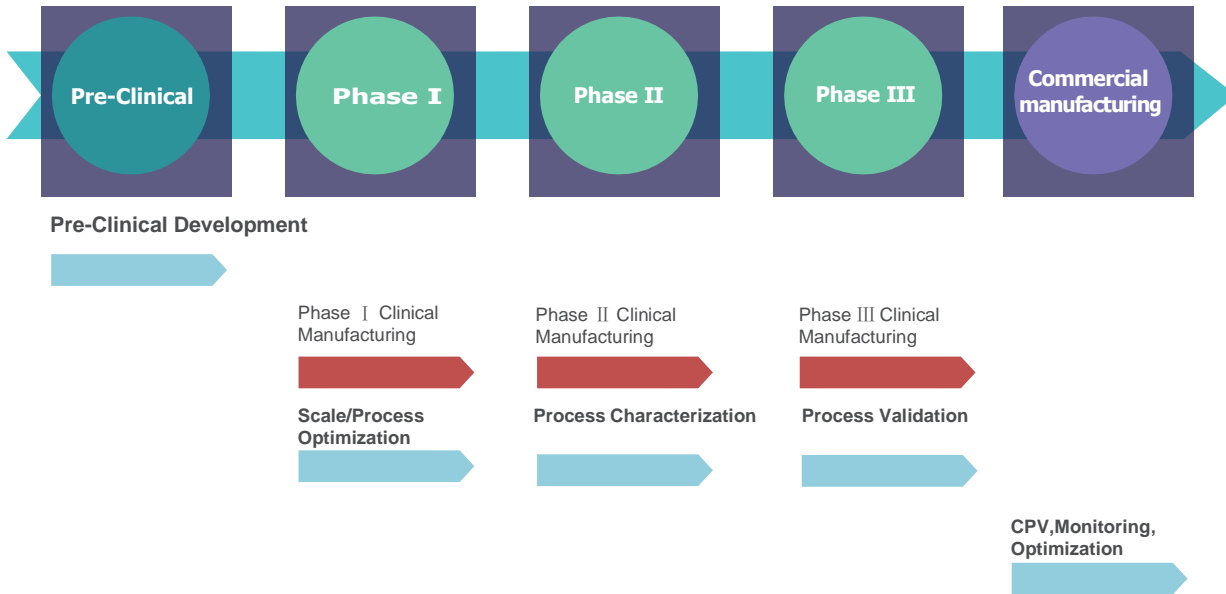 Pre-Clinical
Phase I
Phase II
Phase III
Commercial
manufacturing
Pre-Clinical Development
Phase Ⅰ Clinical
Manufacturing
Phase Ⅱ Clinical
Manufacturing
Phase Ⅲ Clinical
Manufacturing
Scale/Process
Optimization
Process Characterization
Process Validation
CPV,Monitoring,
Optimization